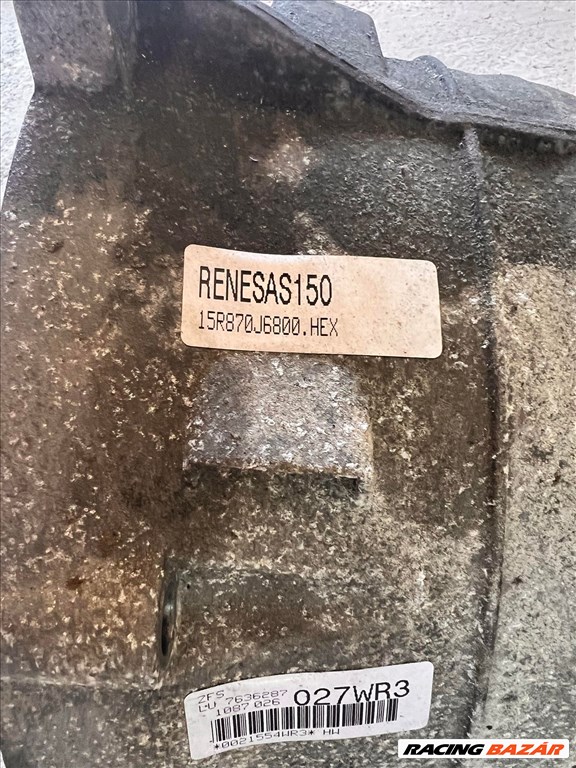 RENESAS150
15R870J6800.HEX
ZFS
LU 7636287 027WR3
1087 026
*0021554WR3* HW
RACING BAZÁR